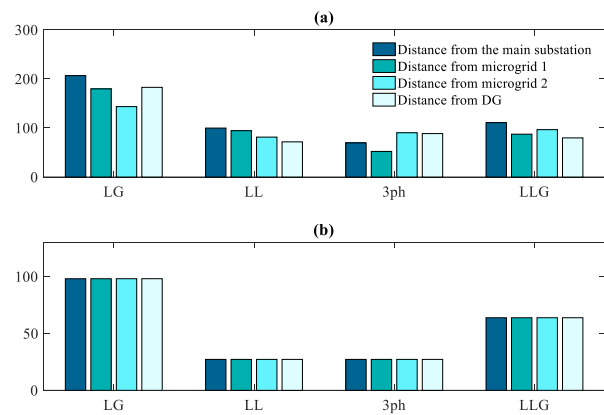 (a)
300
200
100
0
Distance from the main substation
Distance from microgrid 1
Distance from microgrid 2
Distance from DG
LG LL 3ph LLG
(b)
100
50
0
LG LL 3ph LLG